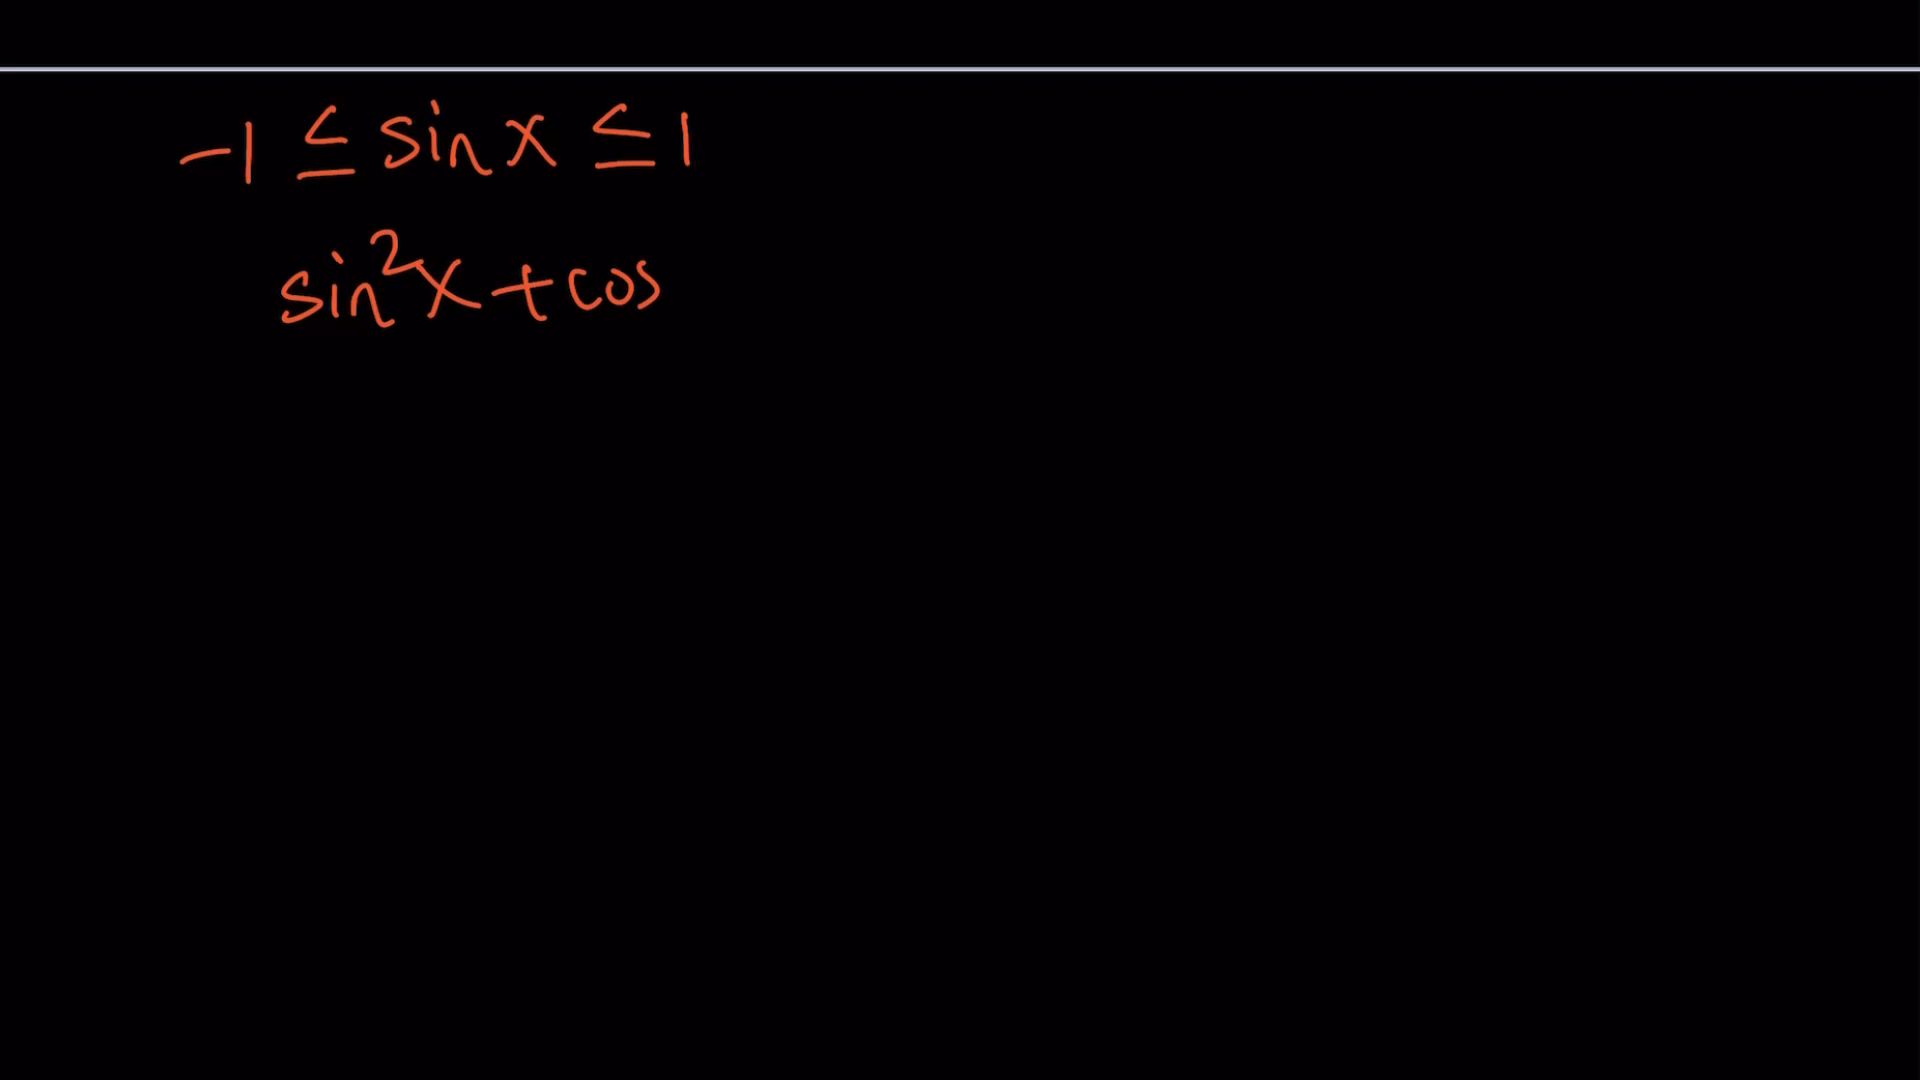 -1 ≤ sin x ≤ 1
sin²x + cos